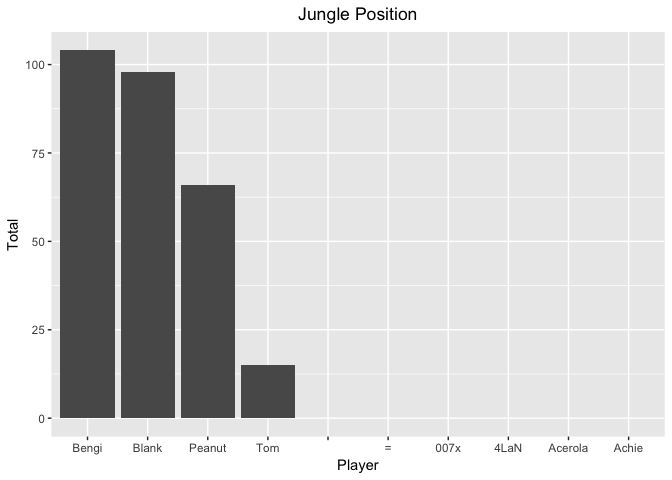 Jungle Position
Total
100
75
50
25
0
Bengi Blank Peanut Tom = 007x 4LaN Acerola Achie
Player